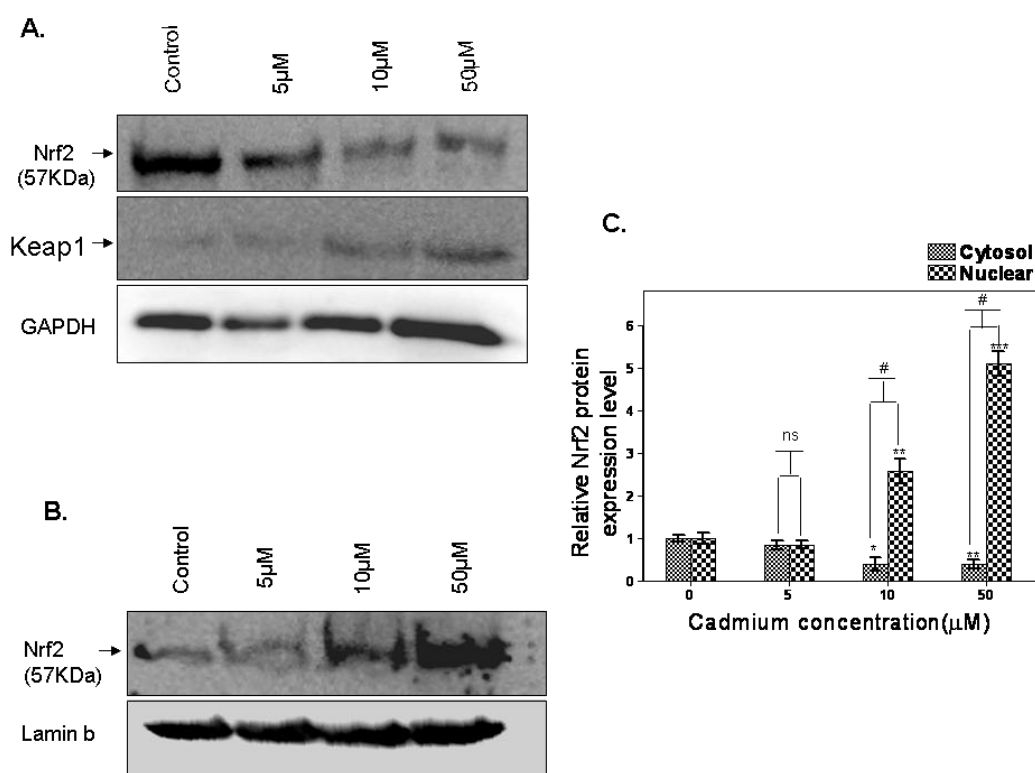 A.
Control
5µM
10µM
50µM
Nrf2
(57KDa)
Keap1
GAPDH
B.
Control
5µM
10µM
50µM
Nrf2
(57KDa)
Lamin b
C.
Cytosol
Nuclear
Relative Nrf2 protein
expression level
6
5
4
3
2
1
0
ns
#
#
*
**
**
***
0
5
10
50
Cadmium concentration(µM)